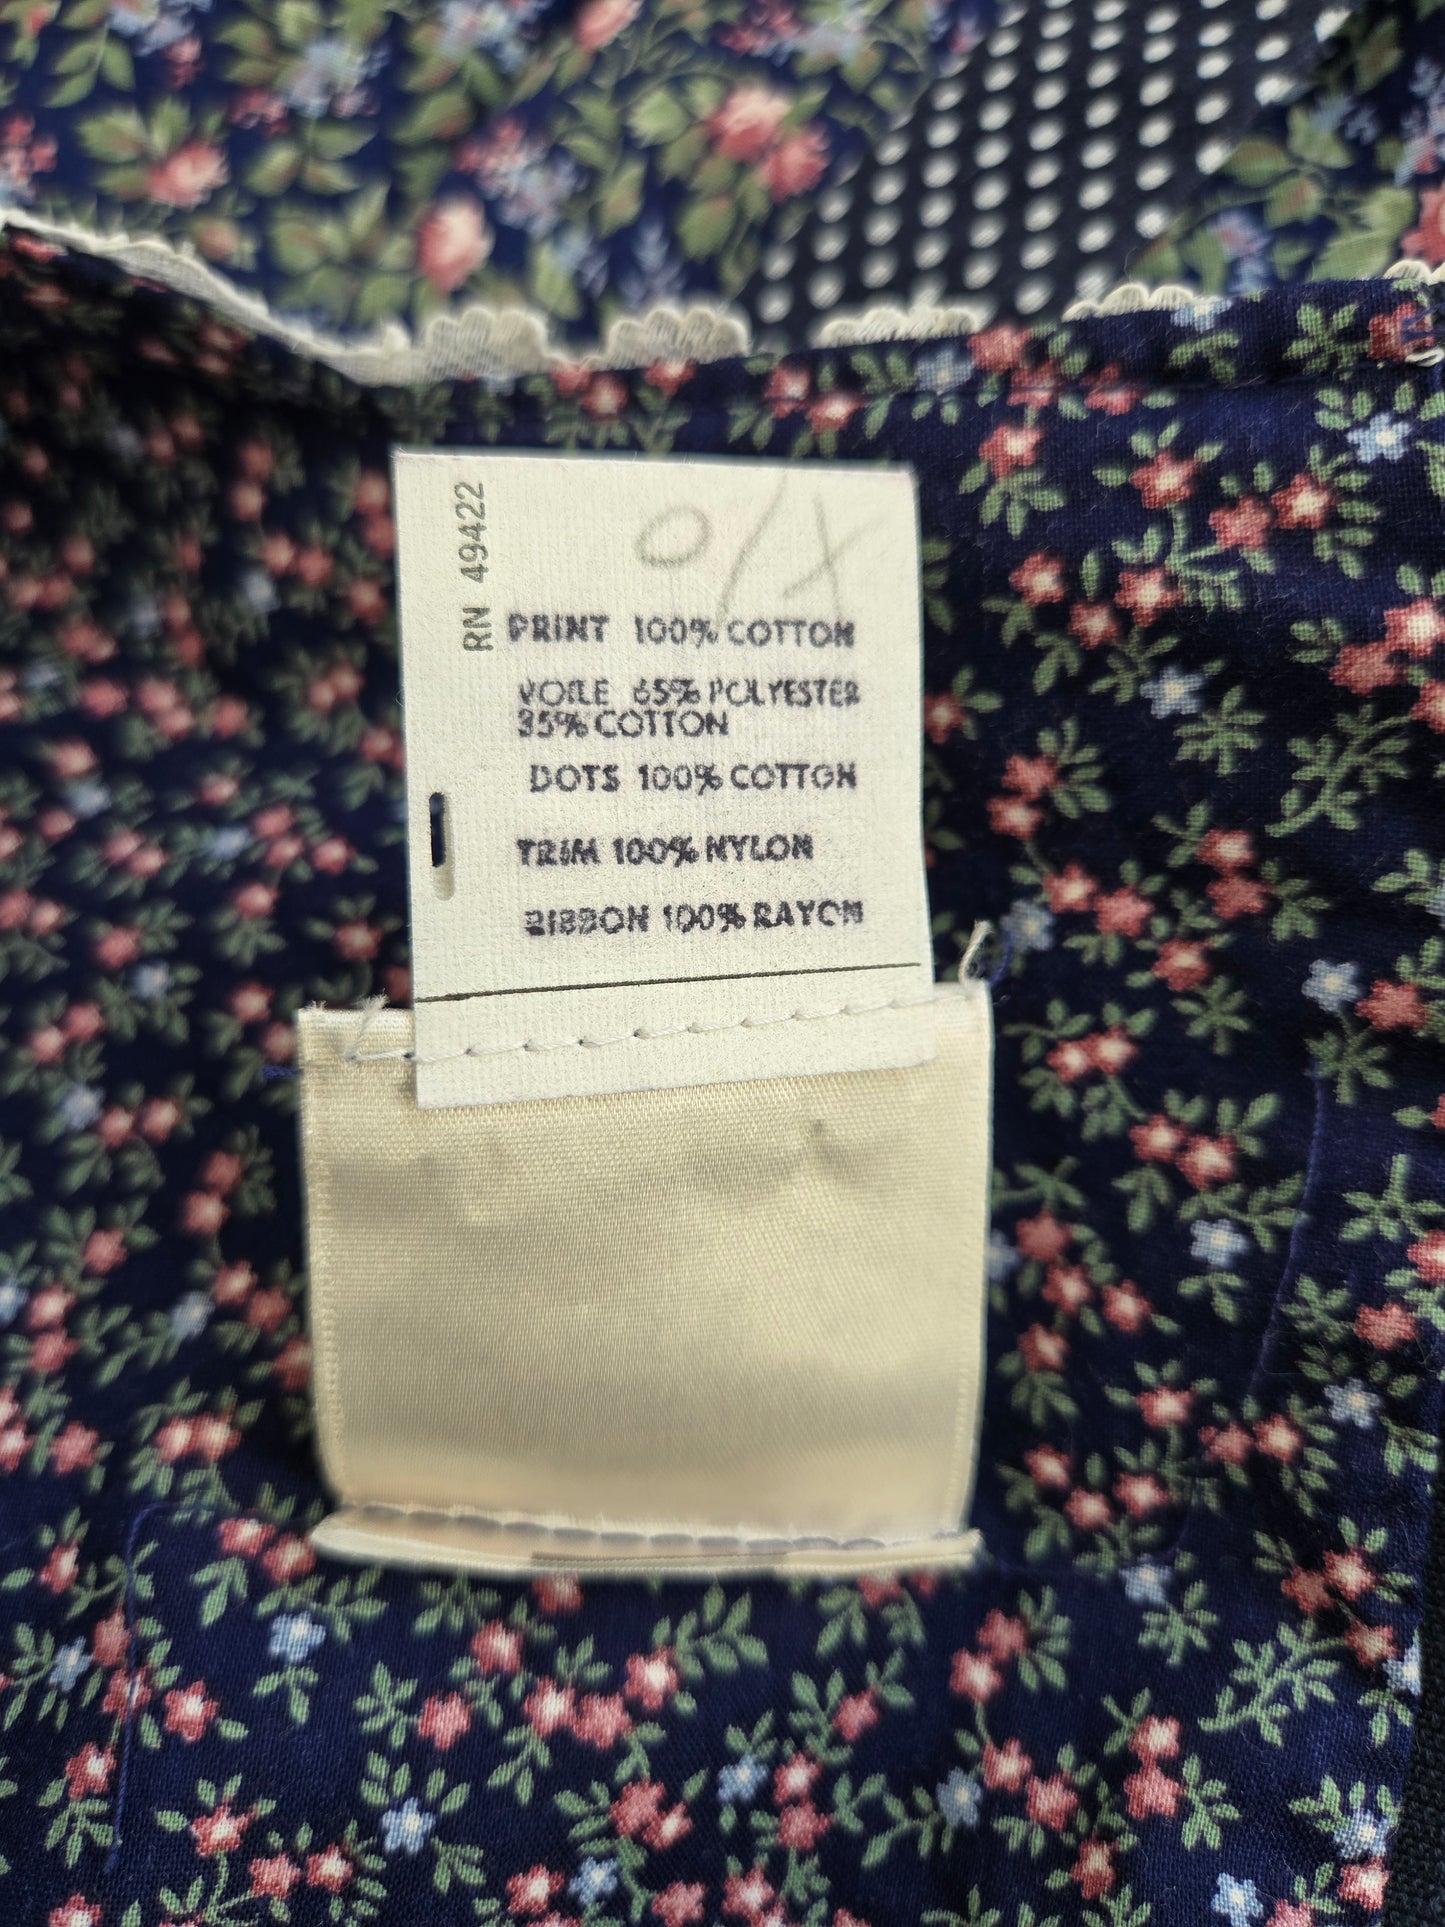 RN 49422
PRINT 100% COTTON
VOILE 65% POLYESTER
35% COTTON
DOTS 100% COTTON
TRIM 100% NYLON
RIBBON 100% RAYON